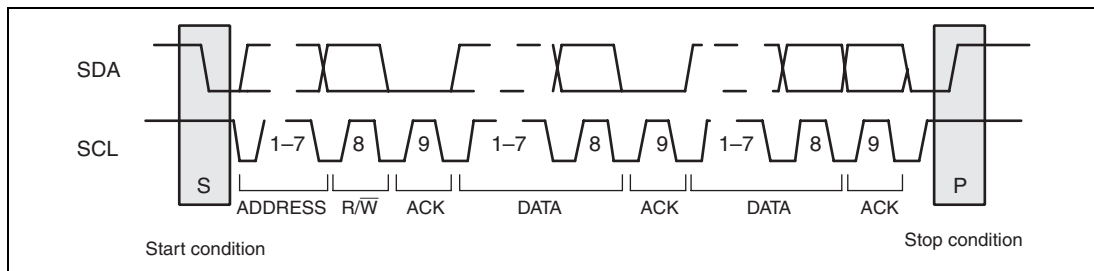 SDA
SCL
1–7 8 9 1–7 8 9 1–7 8 9
S P
ADDRESS R/W̅ ACK DATA ACK DATA ACK
Start condition Stop condition